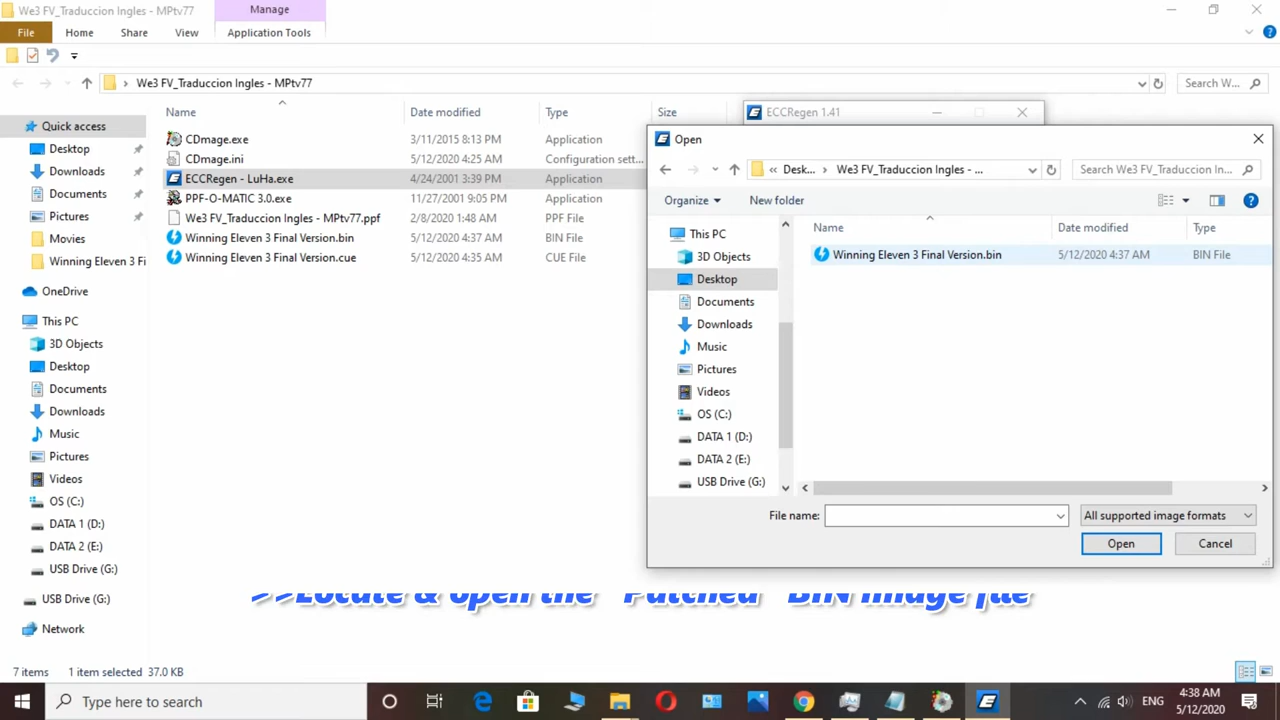 We3 FV_Traduccion Ingles - MPtv77
Manage
File
Home
Share
View
Application Tools
We3 FV_Traduccion Ingles - MPtv77
Search W...
Name
Date modified
Type
Size
Quick access
Desktop
Downloads
Documents
Pictures
Movies
Winning Eleven 3 Fi
OneDrive
This PC
3D Objects
Desktop
Documents
Downloads
Music
Pictures
Videos
OS (C:)
DATA 1 (D:)
DATA 2 (E:)
USB Drive (G:)
USB Drive (G:)
Network
CDmage.exe 3/11/2015 8:13 PM Application
CDmage.ini 5/12/2020 4:25 AM Configuration sett...
ECCRegen - LuHa.exe 4/24/2001 3:39 PM Application
PPF-O-MATIC 3.0.exe 11/27/2001 9:05 PM Application
We3 FV_Traduccion Ingles - MPtv77.ppf 2/8/2020 1:48 AM PPF File
Winning Eleven 3 Final Version.bin 5/12/2020 4:37 AM BIN File
Winning Eleven 3 Final Version.cue 5/12/2020 4:35 AM CUE File
ECCRegen 1.41
Open
« Desk... › We3 FV_Traduccion Ingles - ...
Search We3 FV_Traduccion In...
Organize
New folder
This PC
3D Objects
Desktop
Documents
Downloads
Music
Pictures
Videos
OS (C:)
DATA 1 (D:)
DATA 2 (E:)
USB Drive (G:)
Name
Date modified
Type
Winning Eleven 3 Final Version.bin 5/12/2020 4:37 AM BIN File
File name:
All supported image formats
Open
Cancel
>>Locate & open the "Patched" BIN image file
7 items
1 item selected 37.0 KB
Type here to search
ENG
4:38 AM
5/12/2020